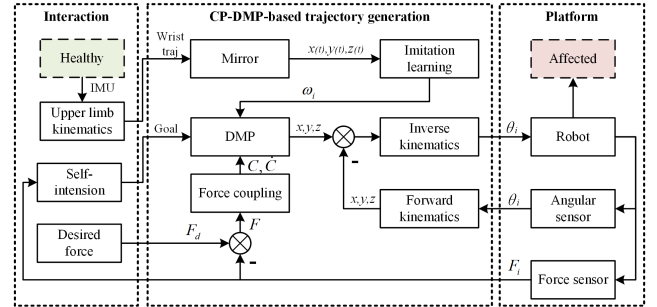 Interaction
CP-DMP-based trajectory generation
Platform
Healthy
IMU
Upper limb
kinematics
Wrist
traj
Mirror
x(t),y(t),z(t)
Imitation
learning
Affected
ω_i
Goal
DMP
x,y,z
-
Inverse
kinematics
θ_i
Robot
Self-
intension
C, Ċ
Force coupling
x,y,z
Forward
kinematics
θ_i
Angular
sensor
Desired
force
F_d
F
-
F_i
Force sensor